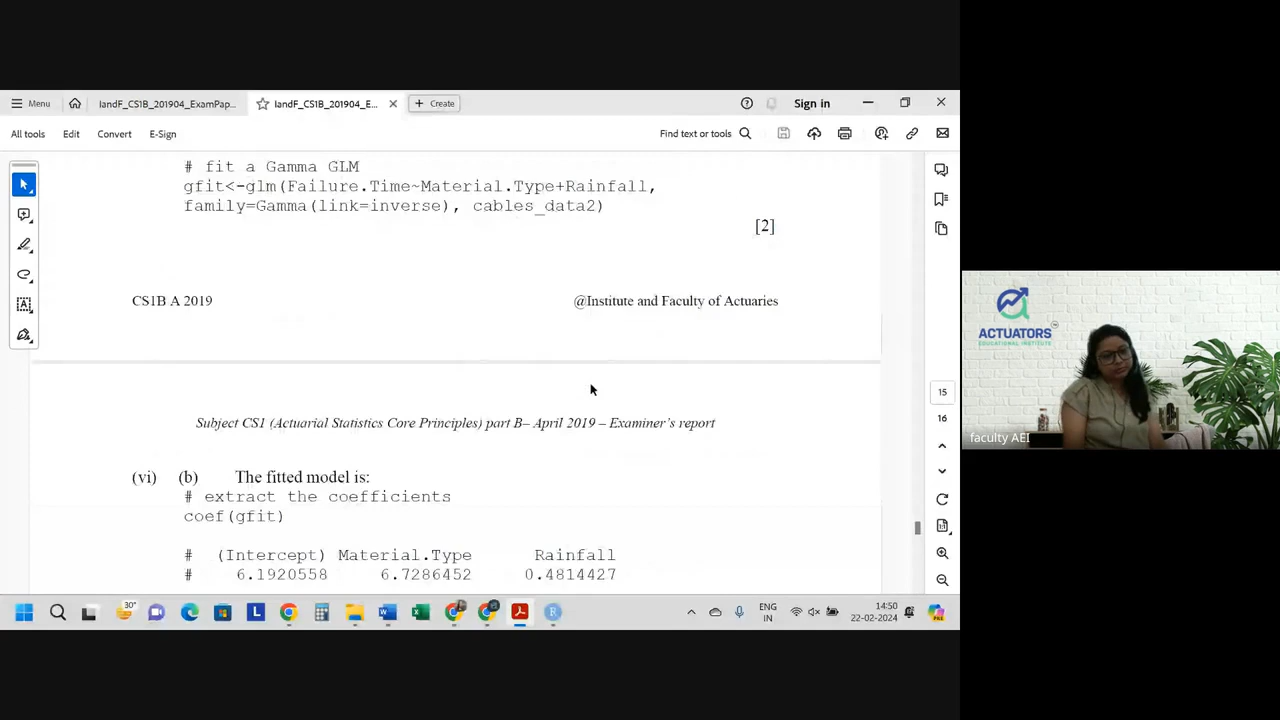 Menu
IandF_CS1B_201904_ExamPap...
IandF_CS1B_201904_E...
Create
Sign in
All tools Edit Convert E-Sign
Find text or tools
# fit a Gamma GLM
gfit<-glm(Failure.Time~Material.Type+Rainfall,
family=Gamma(link=inverse), cables_data2)
[2]
CS1B A 2019
@Institute and Faculty of Actuaries
Subject CS1 (Actuarial Statistics Core Principles) part B– April 2019 – Examiner's report
(vi) (b) The fitted model is:
# extract the coefficients
coef(gfit)
# (Intercept) Material.Type Rainfall
# 6.1920558 6.7286452 0.4814427
15
16
ACTUATORS
EDUCATIONAL INSTITUTE
faculty AEI
30°
ENG
IN
14:50
22-02-2024